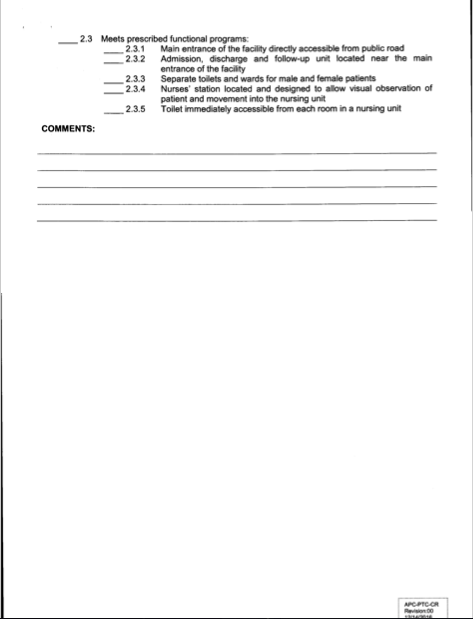 ____ 2.3 Meets prescribed functional programs:
____ 2.3.1 Main entrance of the facility directly accessible from public road
____ 2.3.2 Admission, discharge and follow-up unit located near the main
entrance of the facility
____ 2.3.3 Separate toilets and wards for male and female patients
____ 2.3.4 Nurses' station located and designed to allow visual observation of
patient and movement into the nursing unit
____ 2.3.5 Toilet immediately accessible from each room in a nursing unit
COMMENTS:
APC-PTC-CR
Revision:00